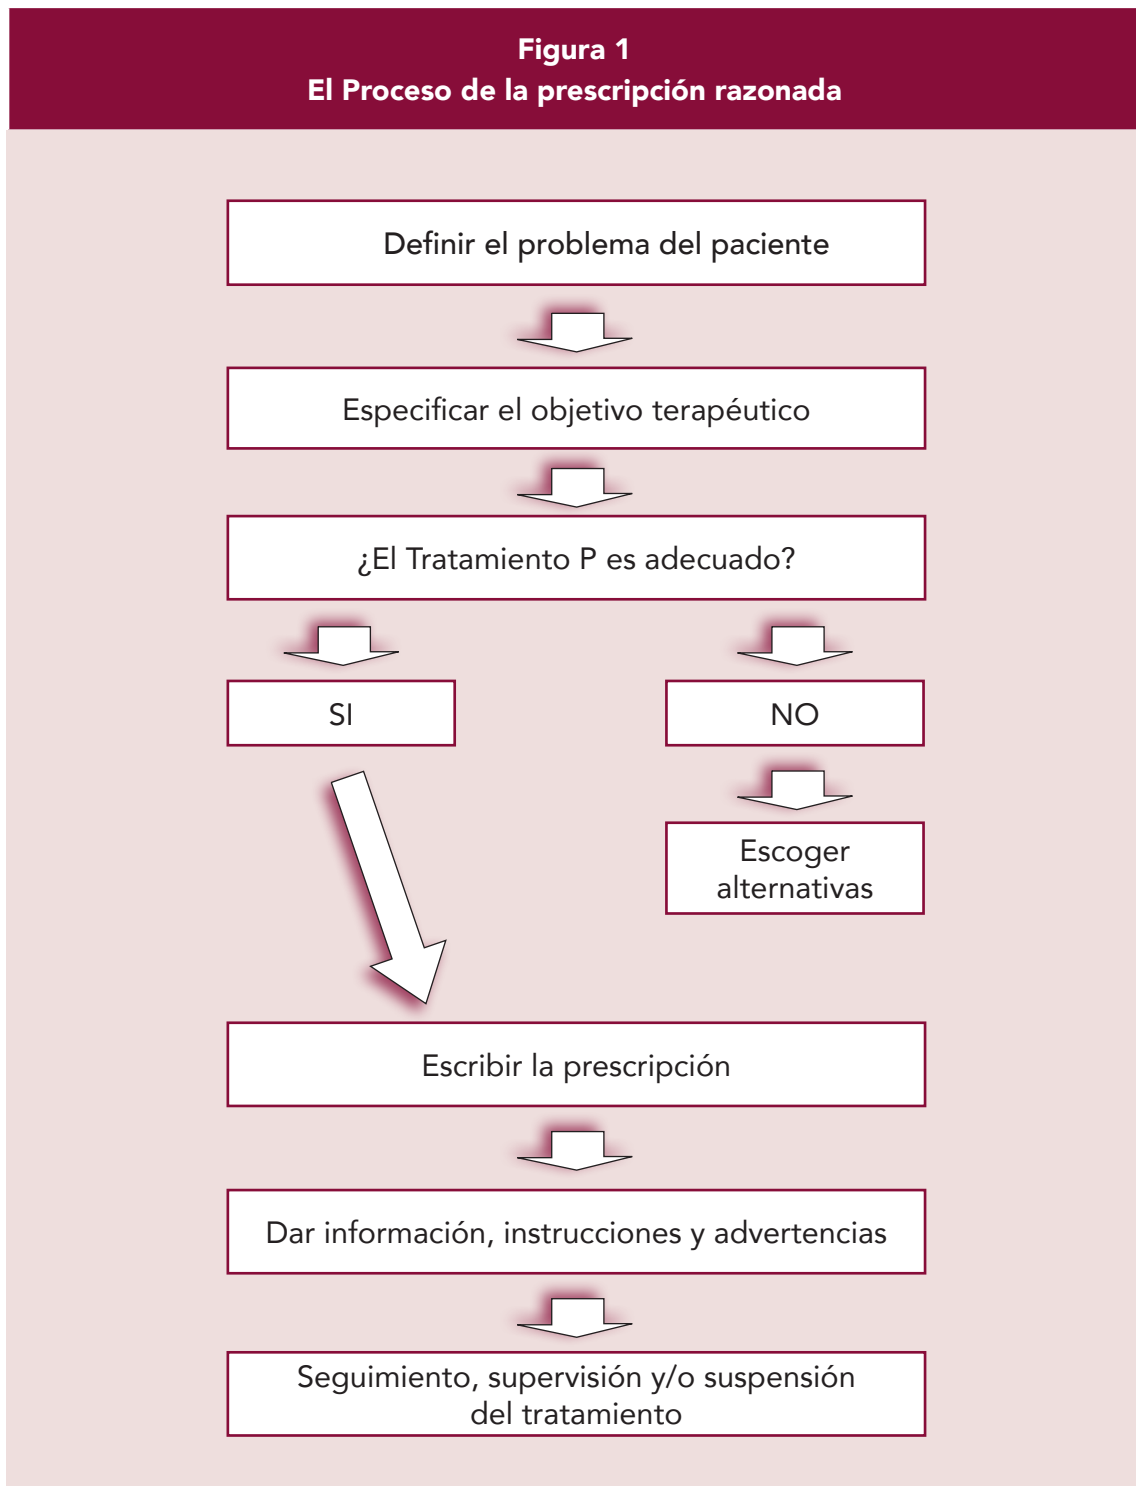 Figura 1
El Proceso de la prescripción razonada
Definir el problema del paciente
Especificar el objetivo terapéutico
¿El Tratamiento P es adecuado?
SI
NO
Escoger
alternativas
Escribir la prescripción
Dar información, instrucciones y advertencias
Seguimiento, supervisión y/o suspensión
del tratamiento